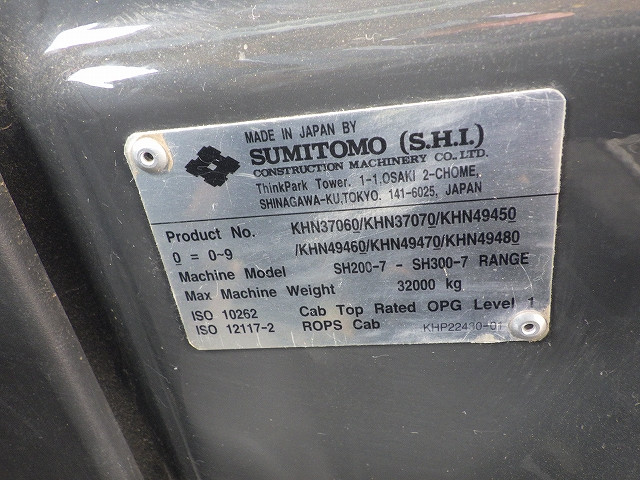 MADE IN JAPAN BY
SUMITOMO (S.H.I.)
CONSTRUCTION MACHINERY CO.,LTD.
ThinkPark Tower. 1-1,OSAKI 2-CHOME,
SHINAGAWA-KU,TOKYO. 141-6025, JAPAN
Product No. KHN37060/KHN37070/KHN49450
0 = 0~9 /KHN49460/KHN49470/KHN49480
Machine Model SH200-7 - SH300-7 RANGE
Max Machine Weight 32000 kg
ISO 10262 Cab Top Rated OPG Level 1
ISO 12117-2 ROPS Cab KHP22430-01